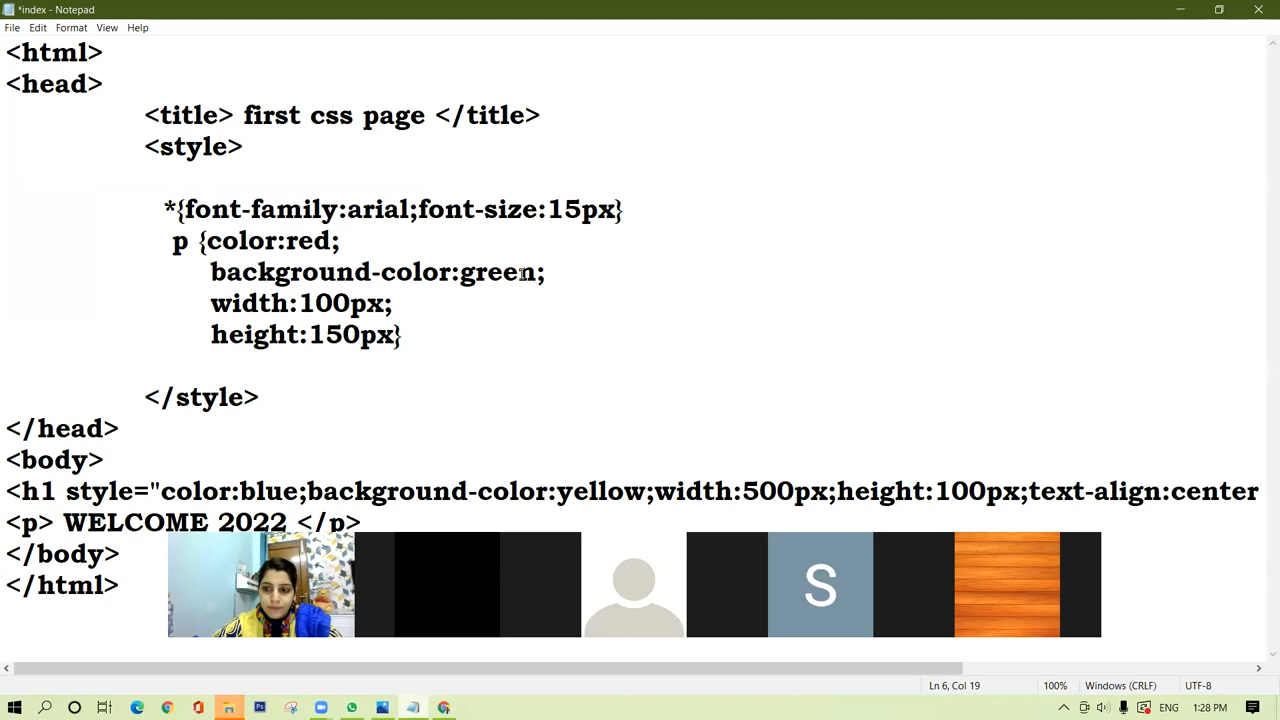 *index - Notepad
File Edit Format View Help
<html>
<head>
<title> first css page </title>
<style>
*{font-family:arial;font-size:15px}
p {color:red;
background-color:green;
width:100px;
height:150px}
</style>
</head>
<body>
<h1 style="color:blue;background-color:yellow;width:500px;height:100px;text-align:center
<p> WELCOME 2022 </p>
</body>
</html>
S
Ln 6, Col 19 100% Windows (CRLF) UTF-8
ENG 1:28 PM